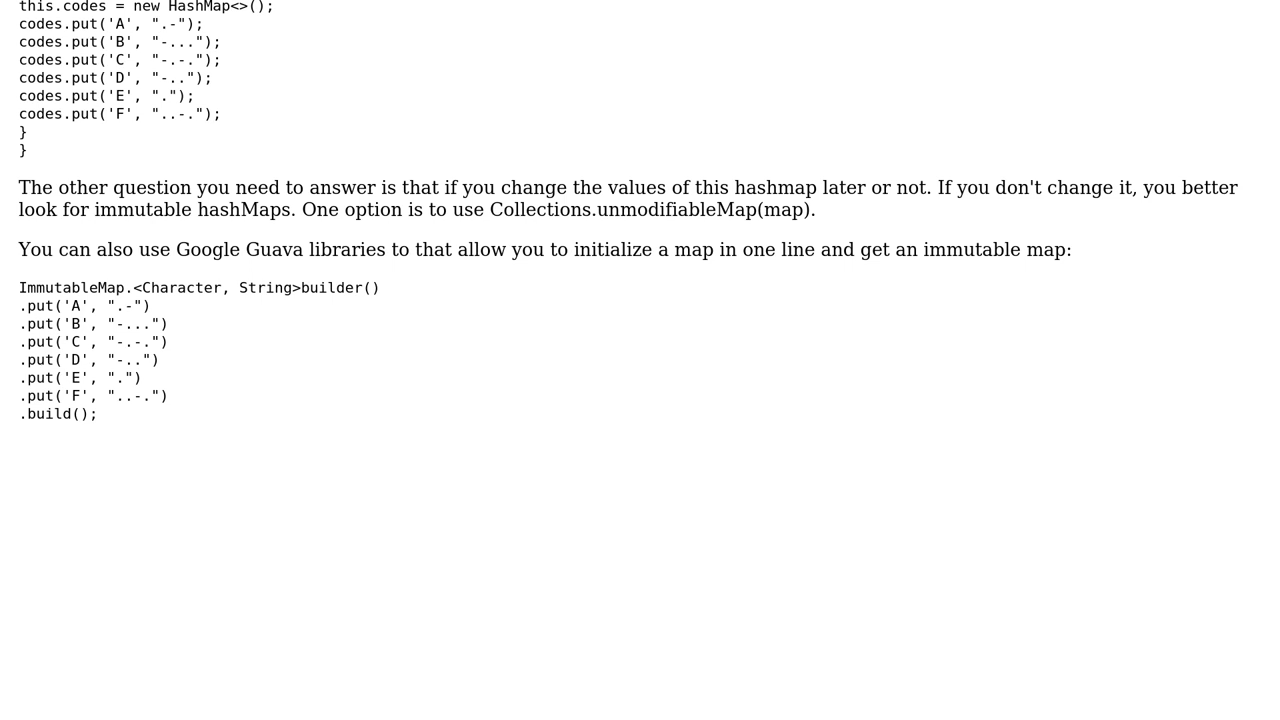 this.codes = new HashMap<>();
codes.put('A', ".-");
codes.put('B', "-...");
codes.put('C', "-.-.");
codes.put('D', "-..");
codes.put('E', ".");
codes.put('F', "..-.");
}
}
The other question you need to answer is that if you change the values of this hashmap later or not. If you don't change it, you better
look for immutable hashMaps. One option is to use Collections.unmodifiableMap(map).
You can also use Google Guava libraries to that allow you to initialize a map in one line and get an immutable map:
ImmutableMap.<Character, String>builder()
.put('A', ".-")
.put('B', "-...")
.put('C', "-.-.")
.put('D', "-..")
.put('E', ".")
.put('F', "..-.")
.build();